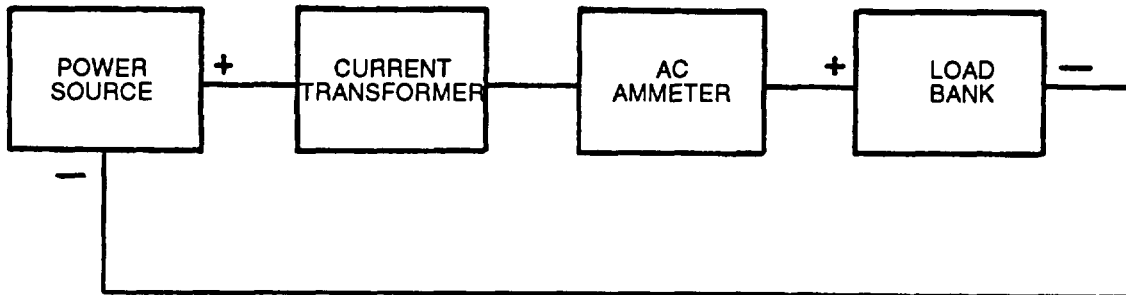 POWER
SOURCE
+
CURRENT
TRANSFORMER
AC
AMMETER
+
LOAD
BANK
—
—